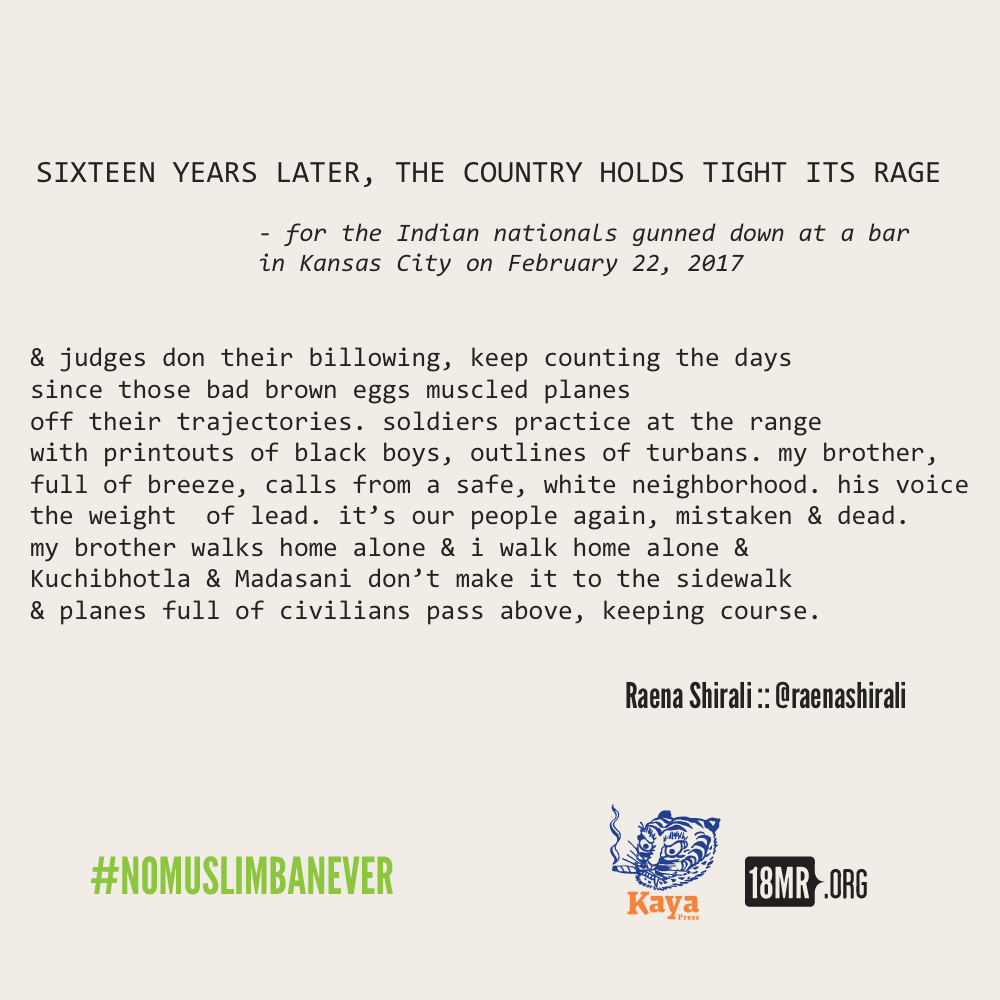 SIXTEEN YEARS LATER, THE COUNTRY HOLDS TIGHT ITS RAGE
- for the Indian nationals gunned down at a bar
in Kansas City on February 22, 2017
& judges don their billowing, keep counting the days
since those bad brown eggs muscled planes
off their trajectories. soldiers practice at the range
with printouts of black boys, outlines of turbans. my brother,
full of breeze, calls from a safe, white neighborhood. his voice
the weight  of lead. it’s our people again, mistaken & dead.
my brother walks home alone & i walk home alone &
Kuchibhotla & Madasani don’t make it to the sidewalk
& planes full of civilians pass above, keeping course.
Raena Shirali :: @raenashirali
#NOMUSLIMBANEVER
Kaya
Press
18MR.ORG